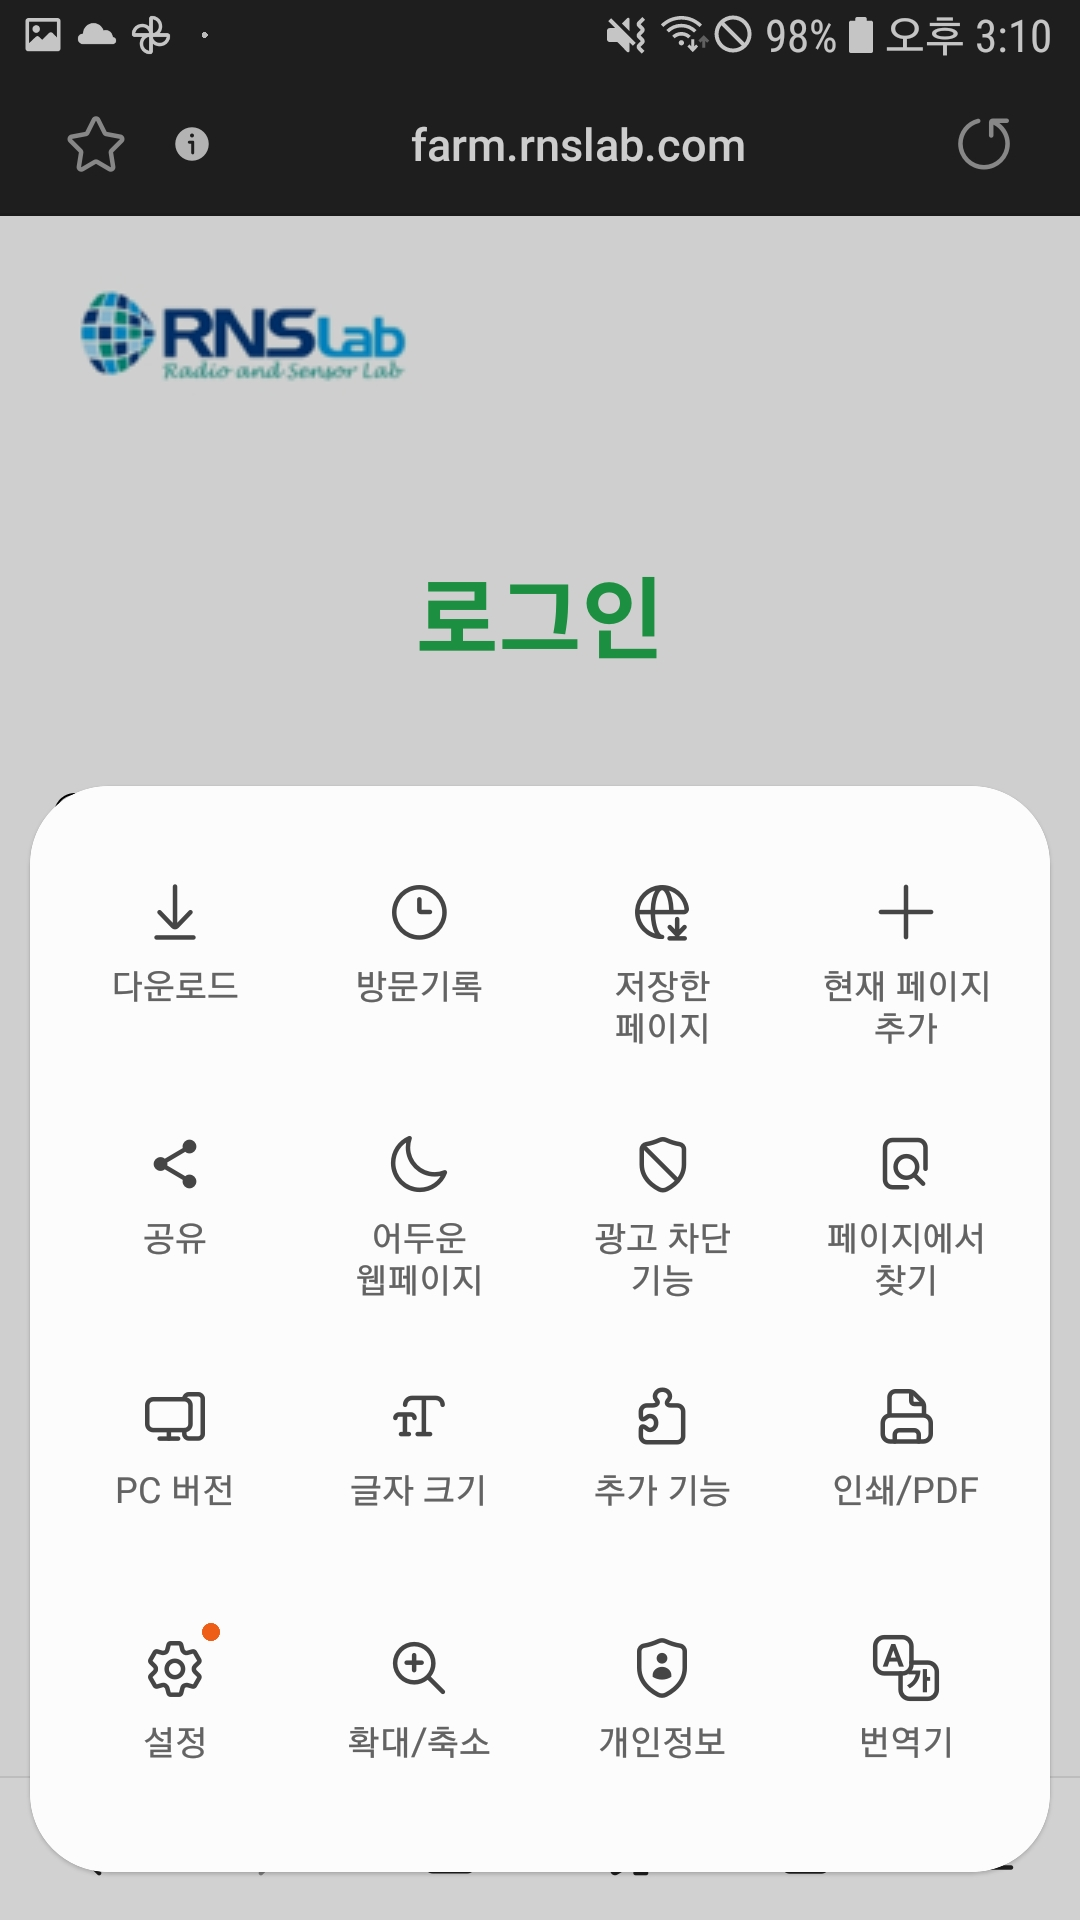 98% 오후 3:10
farm.rnslab.com
RNSLab
Radio and Sensor Lab
로그인
다운로드
방문기록
저장한
페이지
현재 페이지
추가
공유
어두운
웹페이지
광고 차단
기능
페이지에서
찾기
PC 버전
글자 크기
추가 기능
인쇄/PDF
설정
확대/축소
개인정보
A
가
번역기